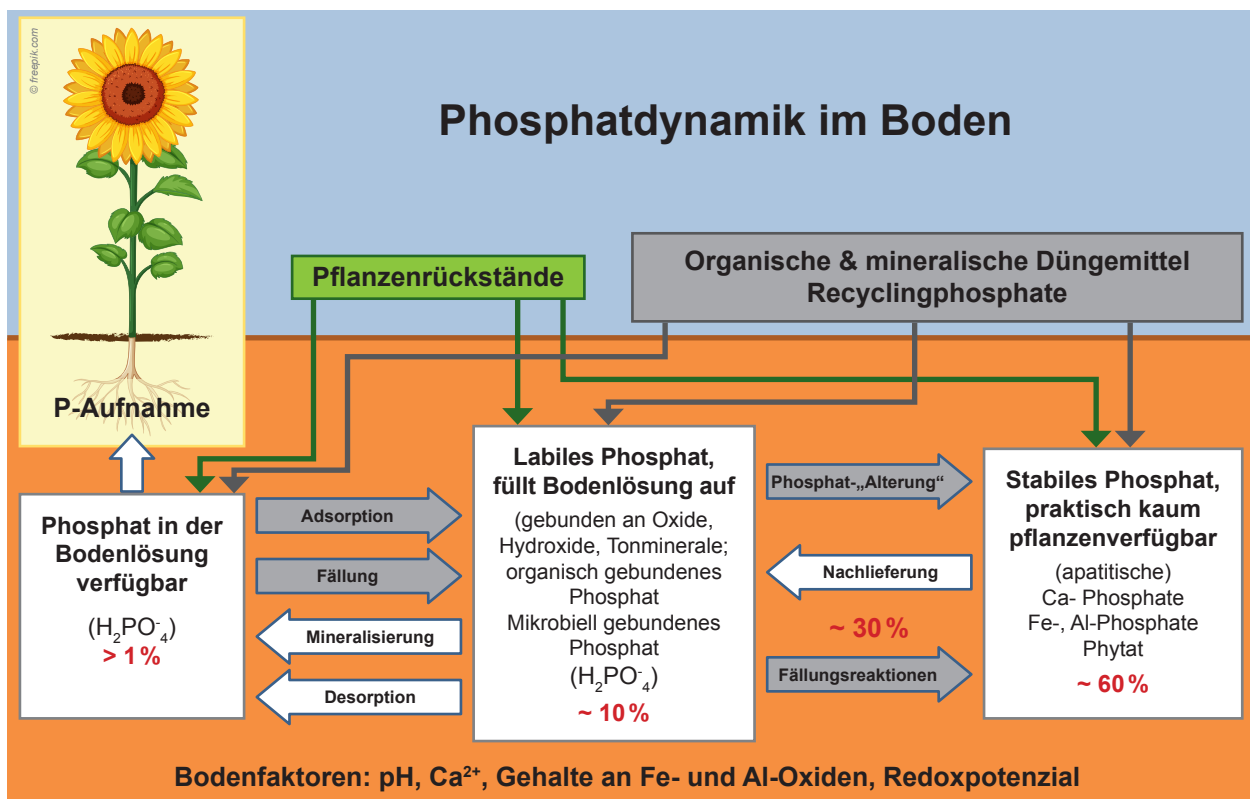 © freepik.com
Phosphatdynamik im Boden
Pflanzenrückstände
Organische & mineralische Düngemittel
Recyclingphosphate
P-Aufnahme
Phosphat in der
Bodenlösung
verfügbar
(H₂PO⁻₄)
> 1 %
Adsorption
Fällung
Mineralisierung
Desorption
Labiles Phosphat,
füllt Bodenlösung auf
(gebunden an Oxide,
Hydroxide, Tonminerale;
organisch gebundenes
Phosphat
Mikrobiell gebundenes
Phosphat
(H₂PO⁻₄)
~ 10 %
Phosphat-„Alterung“
Nachlieferung
~ 30 %
Fällungsreaktionen
Stabiles Phosphat,
praktisch kaum
pflanzenverfügbar
(apatitische)
Ca- Phosphate
Fe-, Al-Phosphate
Phytat
~ 60 %
Bodenfaktoren: pH, Ca²⁺, Gehalte an Fe- und Al-Oxiden, Redoxpotenzial